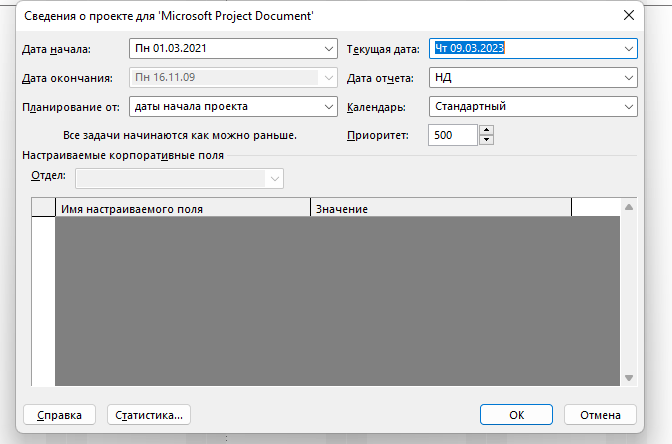 Сведения о проекте для 'Microsoft Project Document'
Дата начала: Пн 01.03.2021 Текущая дата: Чт 09.03.2023
Дата окончания: Пн 16.11.09 Дата отчета: НД
Планирование от: даты начала проекта Календарь: Стандартный
Все задачи начинаются как можно раньше. Приоритет: 500
Настраиваемые корпоративные поля
Отдел:
Имя настраиваемого поля Значение
Справка Статистика... ОК Отмена